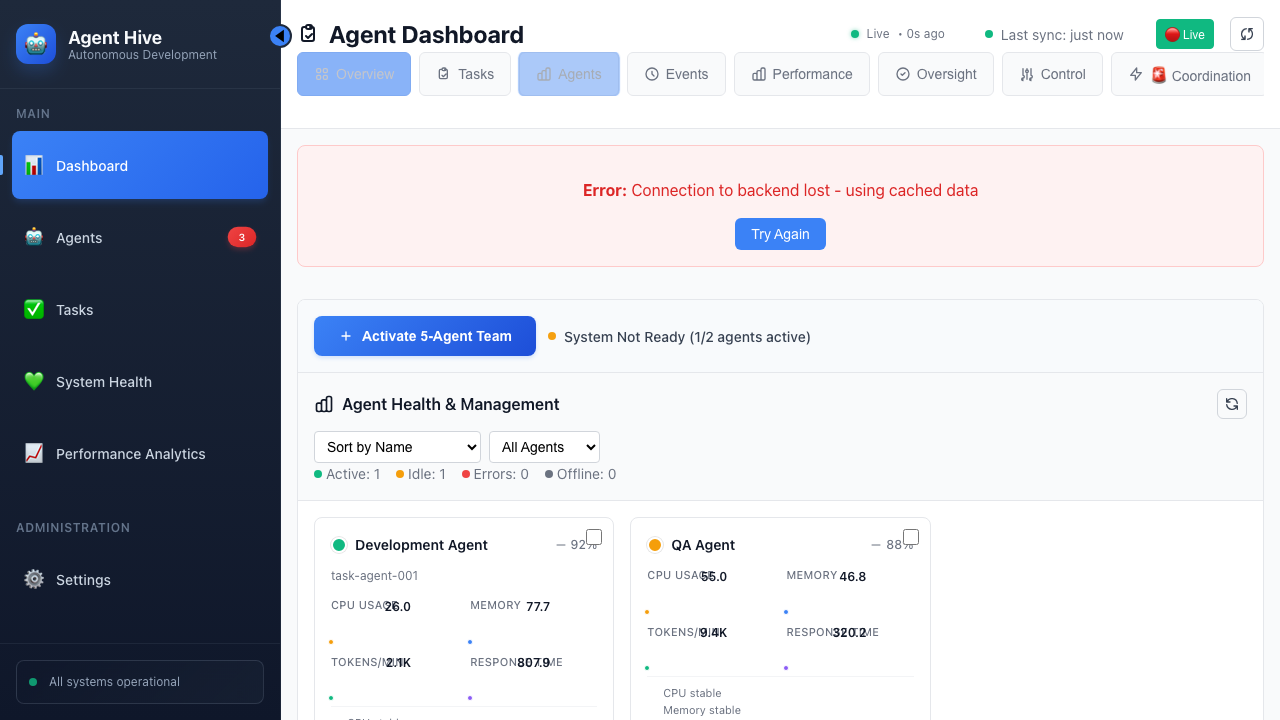 Agent Hive
Autonomous Development
MAIN
Dashboard
Agents
3
Tasks
System Health
Performance Analytics
ADMINISTRATION
Settings
All systems operational
Agent Dashboard
Live • 0s ago
Last sync: just now
Live
Overview
Tasks
Agents
Events
Performance
Oversight
Control
Coordination
Error: Connection to backend lost - using cached data
Try Again
Activate 5-Agent Team
System Not Ready (1/2 agents active)
Agent Health & Management
Sort by Name
All Agents
Active: 1
Idle: 1
Errors: 0
Offline: 0
Development Agent
— 92%
task-agent-001
CPU USAGE
26.0
MEMORY
77.7
TOKENS/MIN
2.1K
RESPONSE TIME
807.9
QA Agent
— 88%
CPU USAGE
55.0
MEMORY
46.8
TOKENS/MIN
9.4K
RESPONSE TIME
320.2
CPU stable
Memory stable